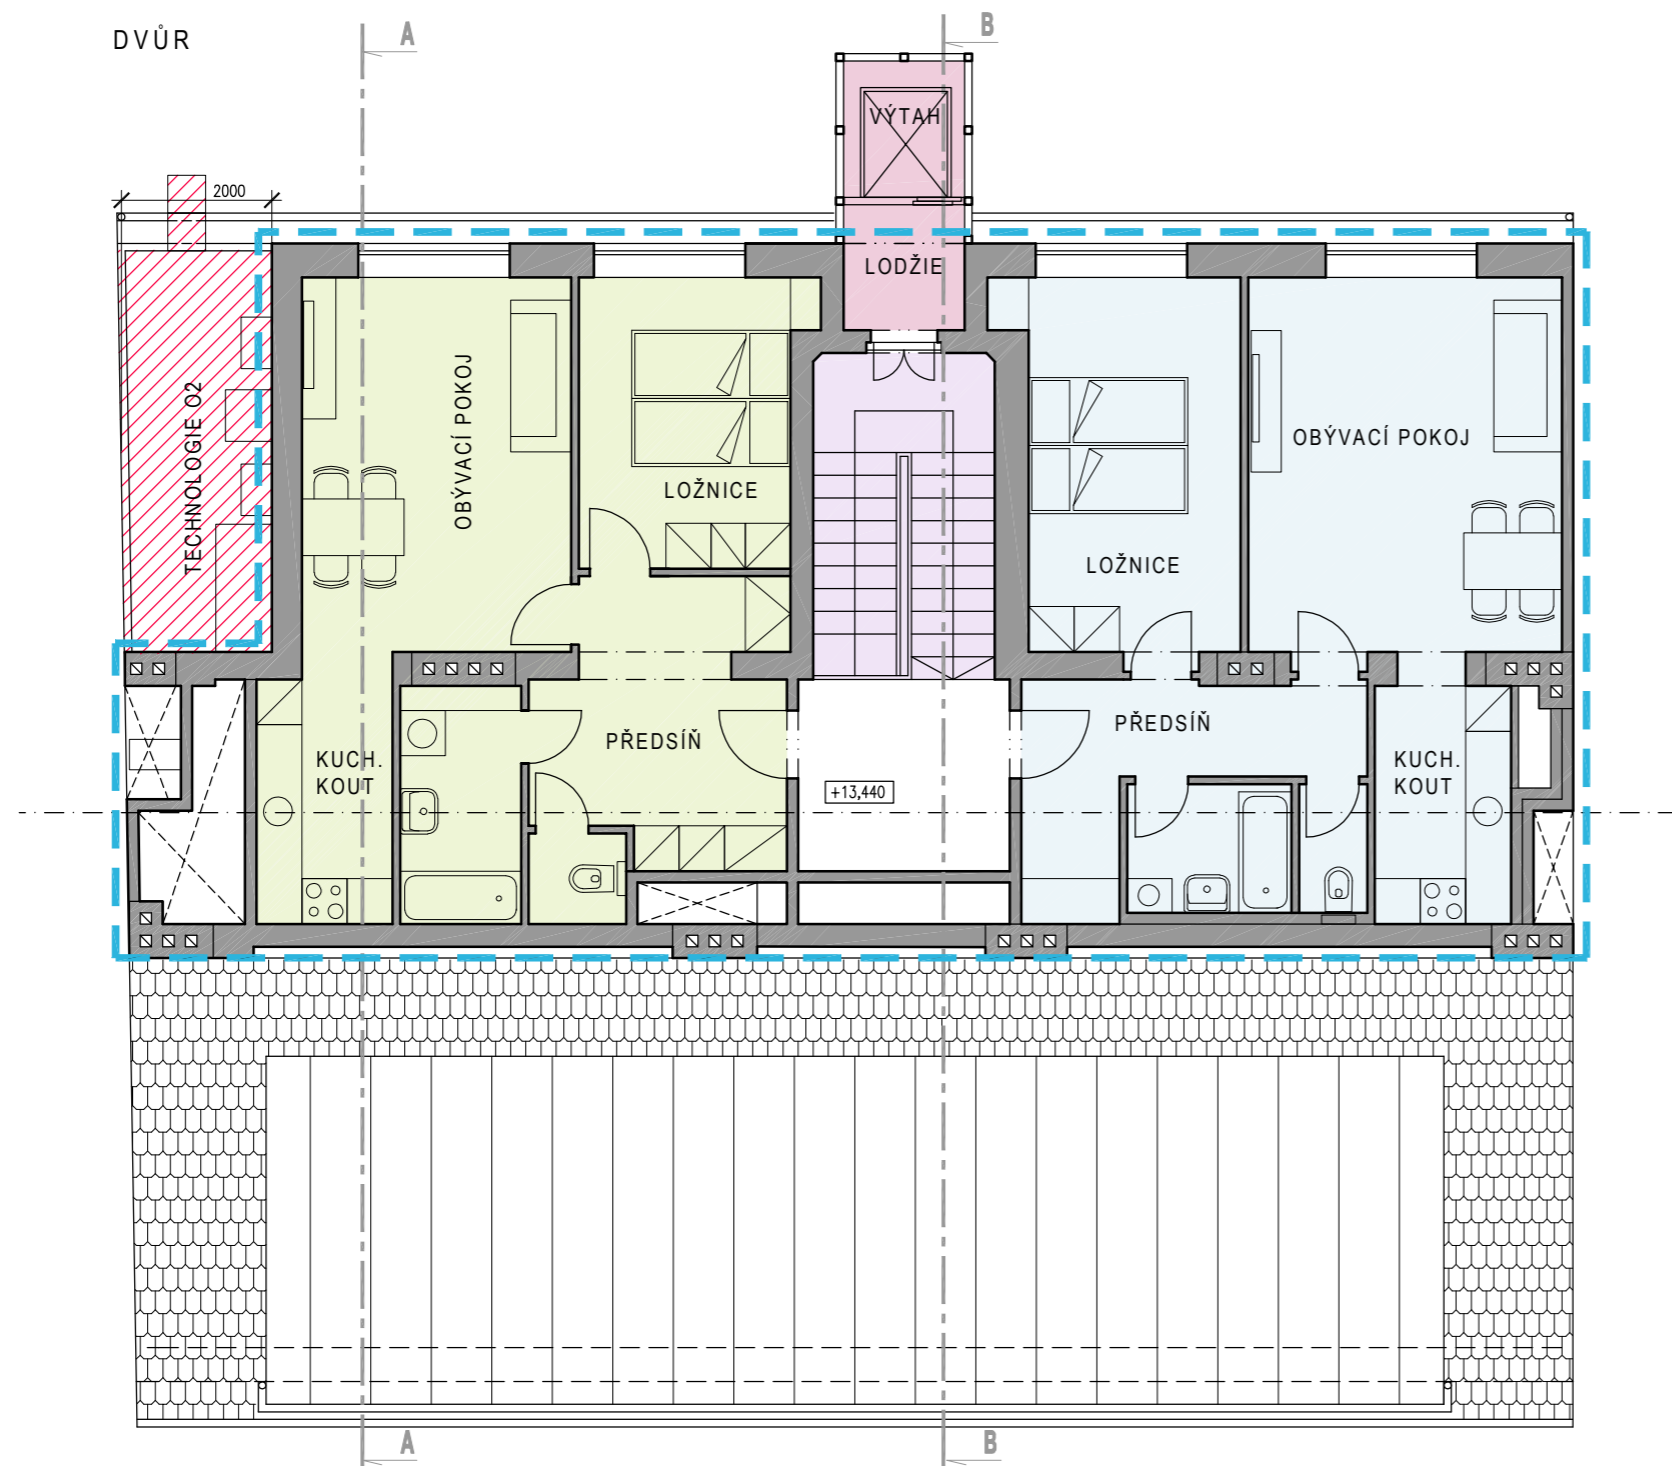 DVŮR
A
B
VÝTAH
2000
LODŽIE
TECHNOLOGIE O2
OBÝVACÍ POKOJ
LOŽNICE
OBÝVACÍ POKOJ
LOŽNICE
PŘEDSÍŇ
PŘEDSÍŇ
KUCH.
KOUT
KUCH.
KOUT
+13,440
A
B